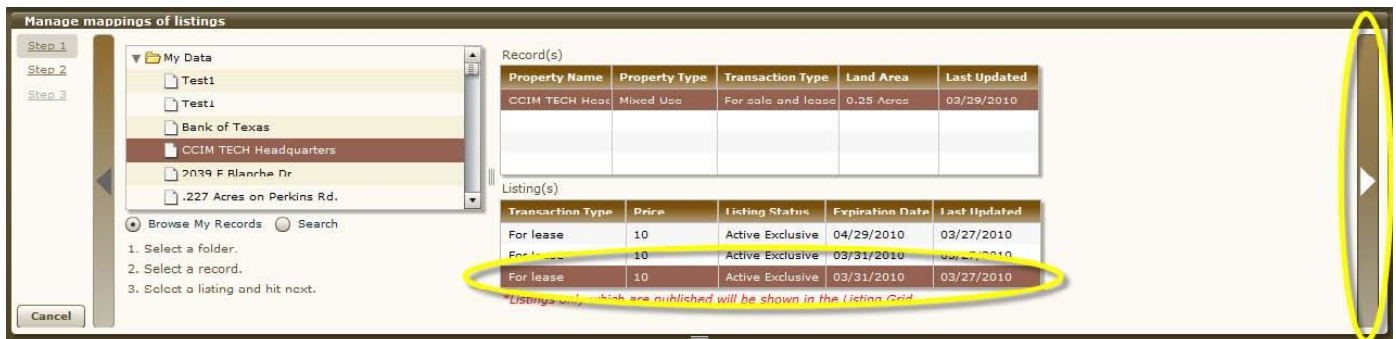 Manage mappings of listings
Step 1
Step 2
Step 3
Cancel
My Data
Test1
Test1
Bank of Texas
CCIM TECH Headquarters
2039 E Blanche Dr
.227 Acres on Perkins Rd.
Browse My Records Search
1. Select a folder.
2. Select a record.
3. Select a listing and hit next.
Record(s)
Property Name Property Type Transaction Type Land Area Last Updated
CCIM TECH Head Mixed Use For sale and lease 0.25 Acres 03/29/2010
Listing(s)
Transaction Type Price Listing Status Expiration Date Last Updated
For lease 10 Active Exclusive 04/29/2010 03/27/2010
For lease 10 Active Exclusive 03/31/2010 03/27/2010
For lease 10 Active Exclusive 03/31/2010 03/27/2010
*Listings only which are published will be shown in the Listing Grid